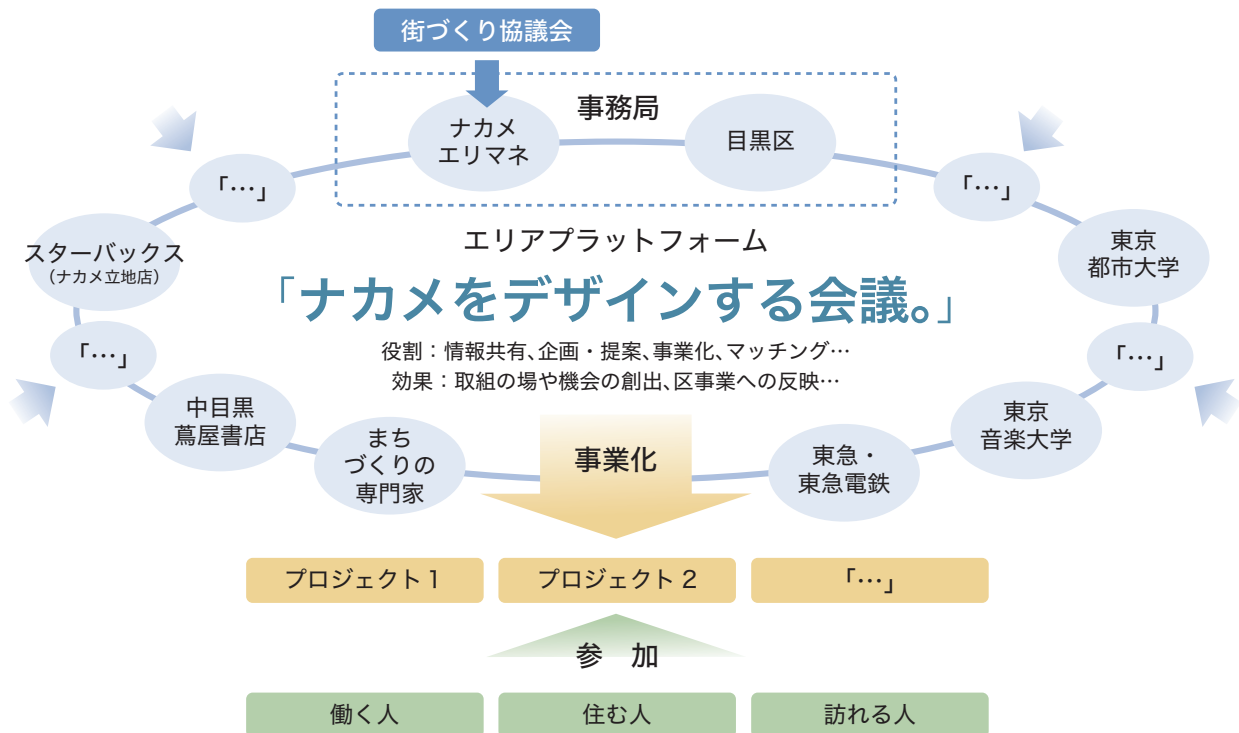 街づくり協議会
事務局
ナカメ
エリマネ
目黒区
「…」
「…」
スターバックス
（ナカメ立地店）
東京
都市大学
エリアプラットフォーム
「ナカメをデザインする会議。」
役割：情報共有、企画・提案、事業化、マッチング…
効果：取組の場や機会の創出、区事業への反映…
「…」
「…」
中目黒
蔦屋書店
まち
づくりの
専門家
事業化
東急・
東急電鉄
東京
音楽大学
プロジェクト 1
プロジェクト 2
「…」
参　加
働く人
住む人
訪れる人